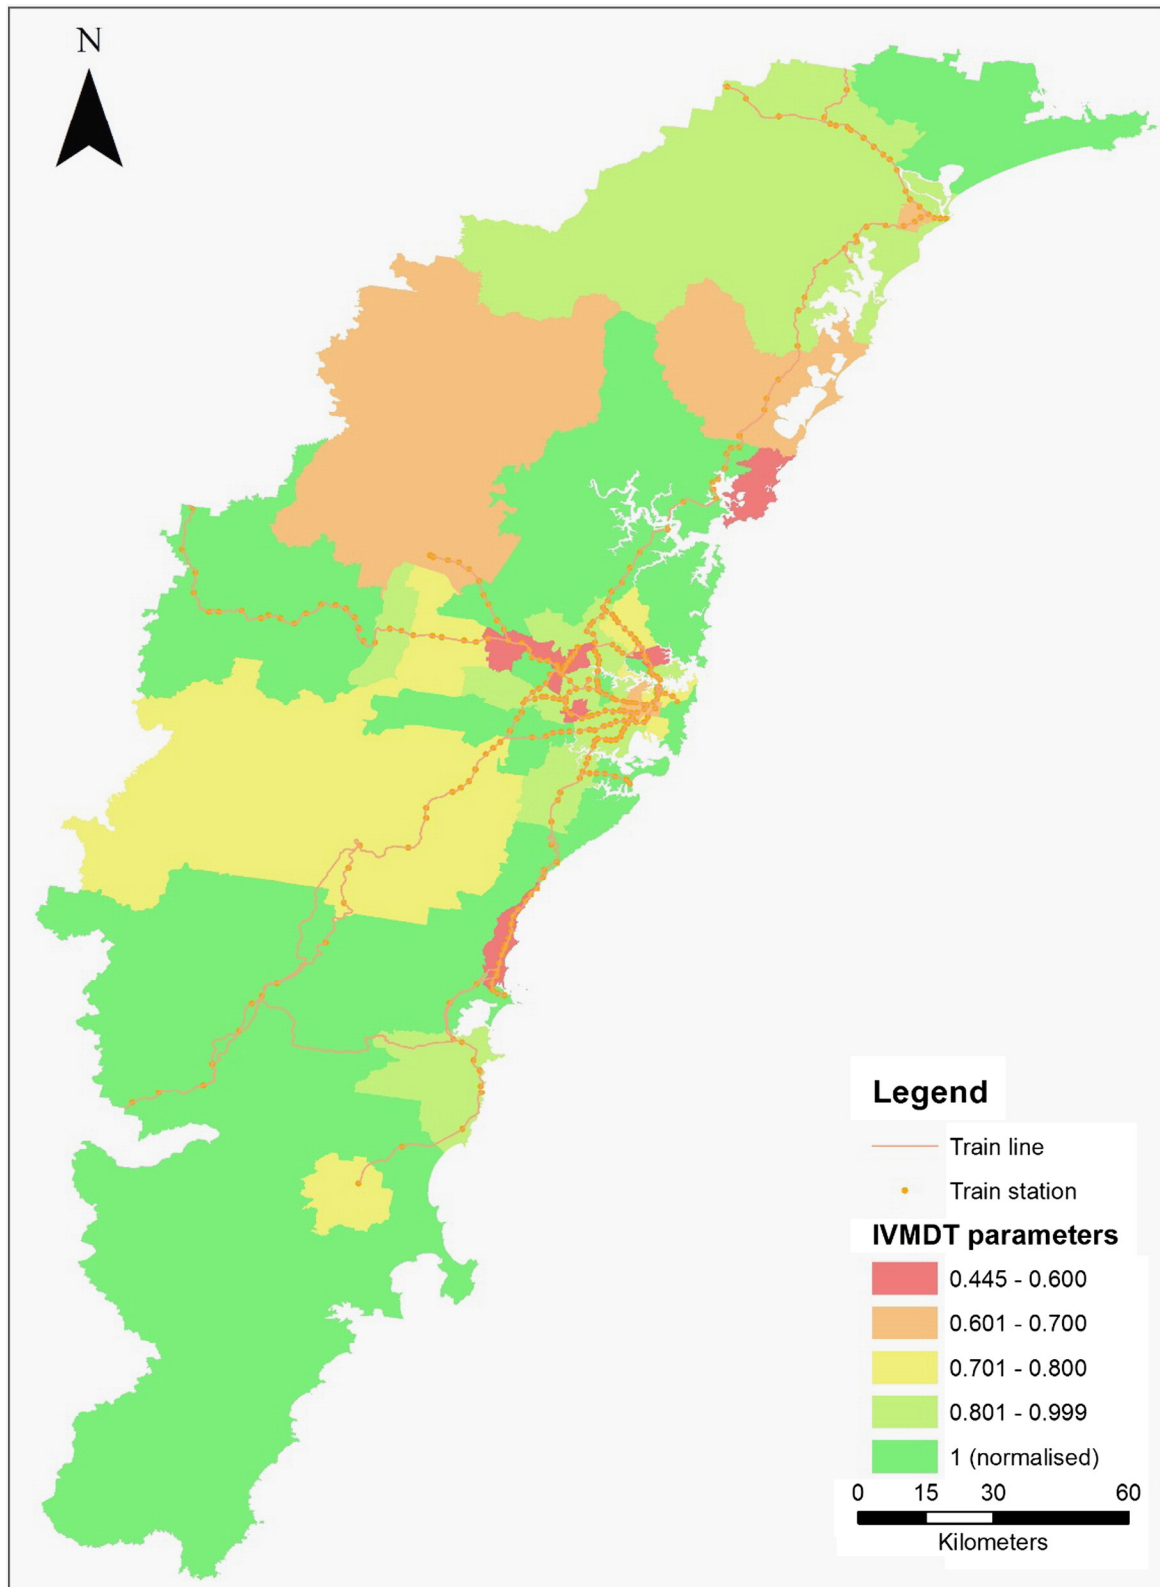 N
Legend
Train line
Train station
IVMDT parameters
0.445 - 0.600
0.601 - 0.700
0.701 - 0.800
0.801 - 0.999
1 (normalised)
0 15 30 60
Kilometers